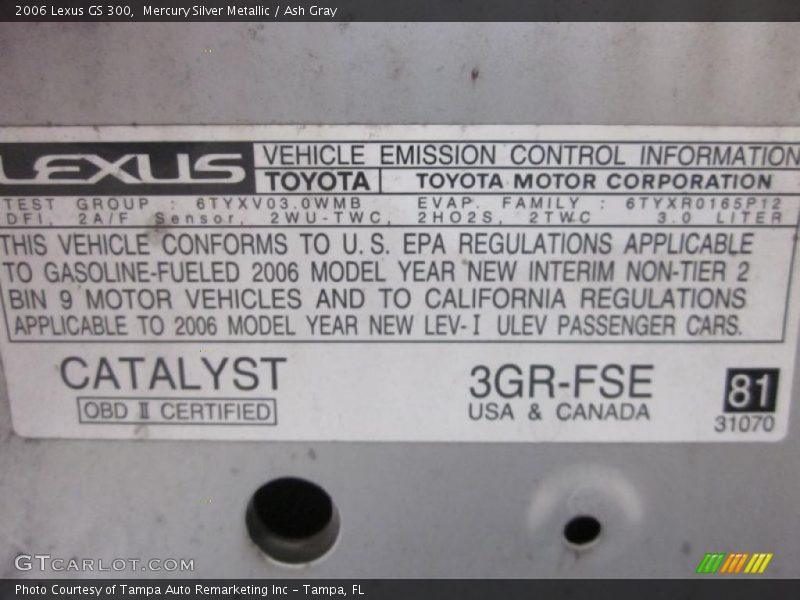 2006 Lexus GS 300, Mercury Silver Metallic / Ash Gray
LEXUS VEHICLE EMISSION CONTROL INFORMATION
TOYOTA TOYOTA MOTOR CORPORATION
TEST GROUP : 6TYXV03.0WMB EVAP. FAMILY : 6TYXR0165P12
DFI, 2A/F Sensor, 2WU-TWC, 2HO2S, 2TWC 3.0 LITER
THIS VEHICLE CONFORMS TO U.S. EPA REGULATIONS APPLICABLE
TO GASOLINE-FUELED 2006 MODEL YEAR NEW INTERIM NON-TIER 2
BIN 9 MOTOR VEHICLES AND TO CALIFORNIA REGULATIONS
APPLICABLE TO 2006 MODEL YEAR NEW LEV-I ULEV PASSENGER CARS.
CATALYST 3GR-FSE 81
OBD II CERTIFIED USA & CANADA 31070
GTCARLOT.COM
Photo Courtesy of Tampa Auto Remarketing Inc - Tampa, FL